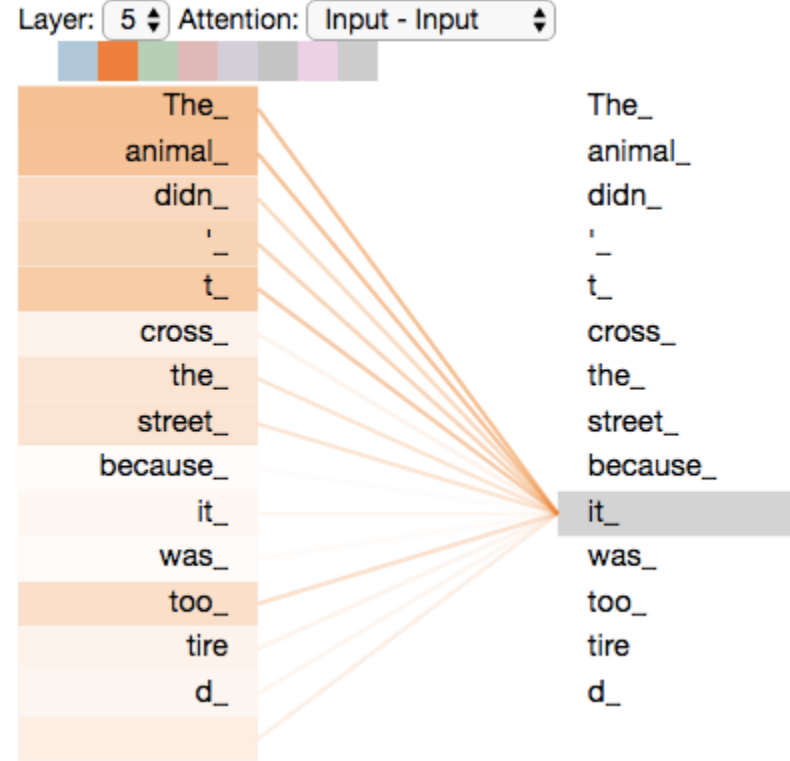 Layer: 5 Attention: Input - Input
The_ The_
animal_ animal_
didn_ didn_
'_ '_
t_ t_
cross_ cross_
the_ the_
street_ street_
because_ because_
it_ it_
was_ was_
too_ too_
tire tire
d_ d_